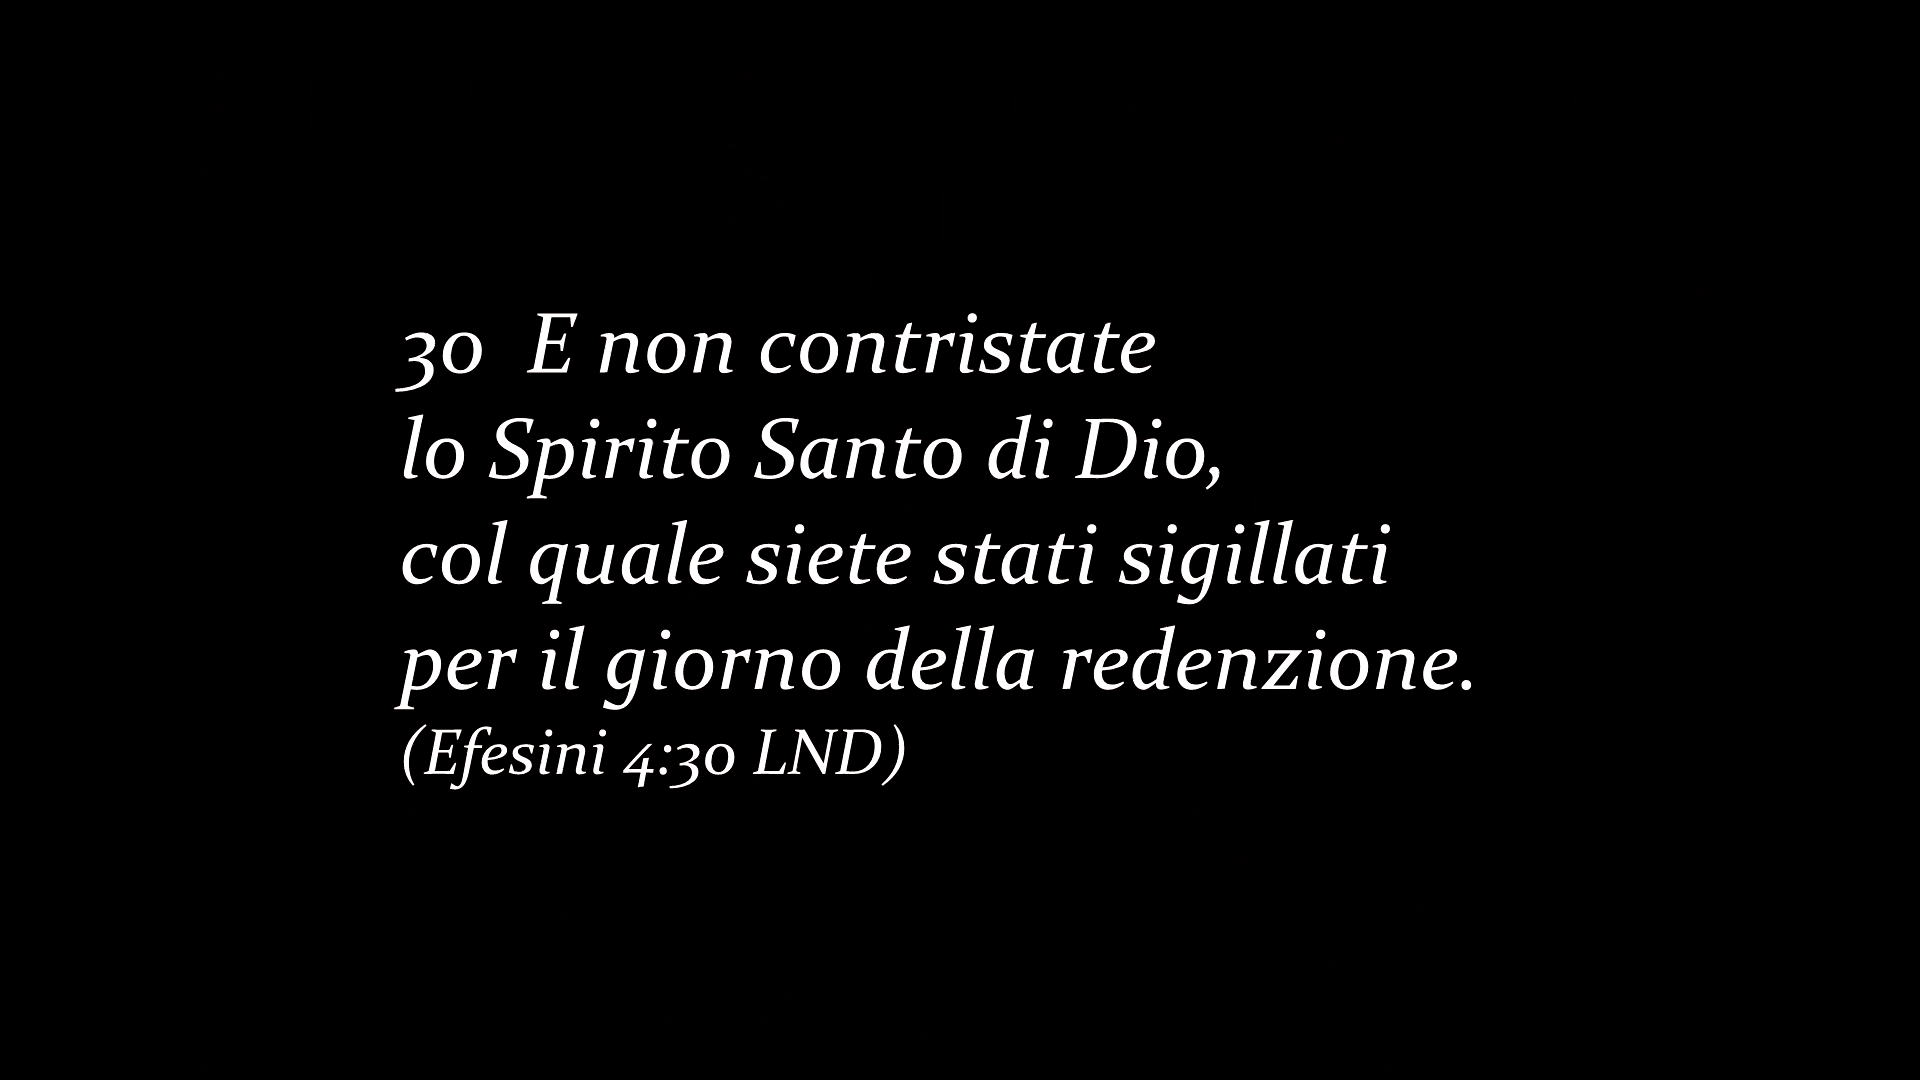 30  E non contristate
lo Spirito Santo di Dio,
col quale siete stati sigillati
per il giorno della redenzione.
(Efesini 4:30 LND)